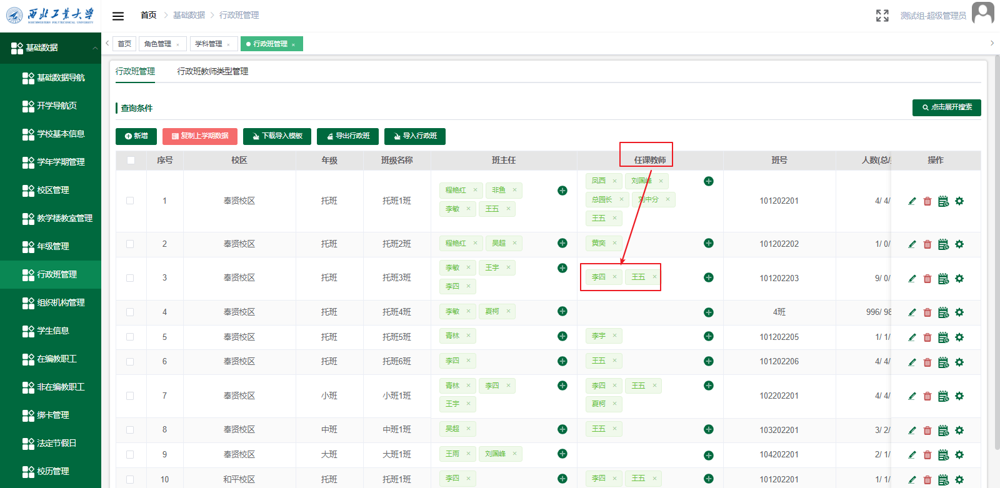 西北工业大学
NORTHWESTERN POLYTECHNICAL UNIVERSITY
首页 > 基础数据 > 行政班管理
测试组-超级管理员
首页 角色管理 × 学科管理 × 行政班管理 ×
基础数据
基础数据导航
开学导航页
学校基本信息
学年学期管理
校区管理
教学楼教室管理
年级管理
行政班管理
组织机构管理
学生信息
在编教职工
非在编教职工
绑卡管理
法定节假日
校历管理
行政班管理 行政班教师类型管理
查询条件
点击展开搜索
新增 复制上学期数据 下载导入模板 导出行政班 导入行政班
序号 校区 年级 班级名称 班主任 任课教师 班号 人数(总/ 操作
1 奉贤校区 托班 托班1班 程艳红 × 非鱼 × 李敏 × 王五 × 凤西 × 刘国峰 × 总园长 × 刘中分 × 王五 × 101202201 4/ 4/
2 奉贤校区 托班 托班2班 程艳红 × 吴超 × 黄奕 × 101202202 1/ 0/
3 奉贤校区 托班 托班3班 李敏 × 王宇 × 李四 × 李四 × 王五 × 101202203 9/ 0/
4 奉贤校区 托班 托班4班 李敏 × 袁柯 × 4班 996/ 98
5 奉贤校区 托班 托班5班 青林 × 李宇 × 101202205 1/ 1/
6 奉贤校区 托班 托班6班 李四 × 王五 × 101202206 4/ 4/
7 奉贤校区 小班 小班1班 青林 × 李四 × 王宇 × 李四 × 王五 × 袁柯 × 102202201 4/ 4/
8 奉贤校区 中班 中班1班 吴超 × 王五 × 103202201 3/ 2/
9 奉贤校区 大班 大班1班 王雨 × 刘国峰 × 104202201 2/ 1/
10 和平校区 托班 托班1班 李四 × 李四 × 王五 × 101202201 1/ 1/